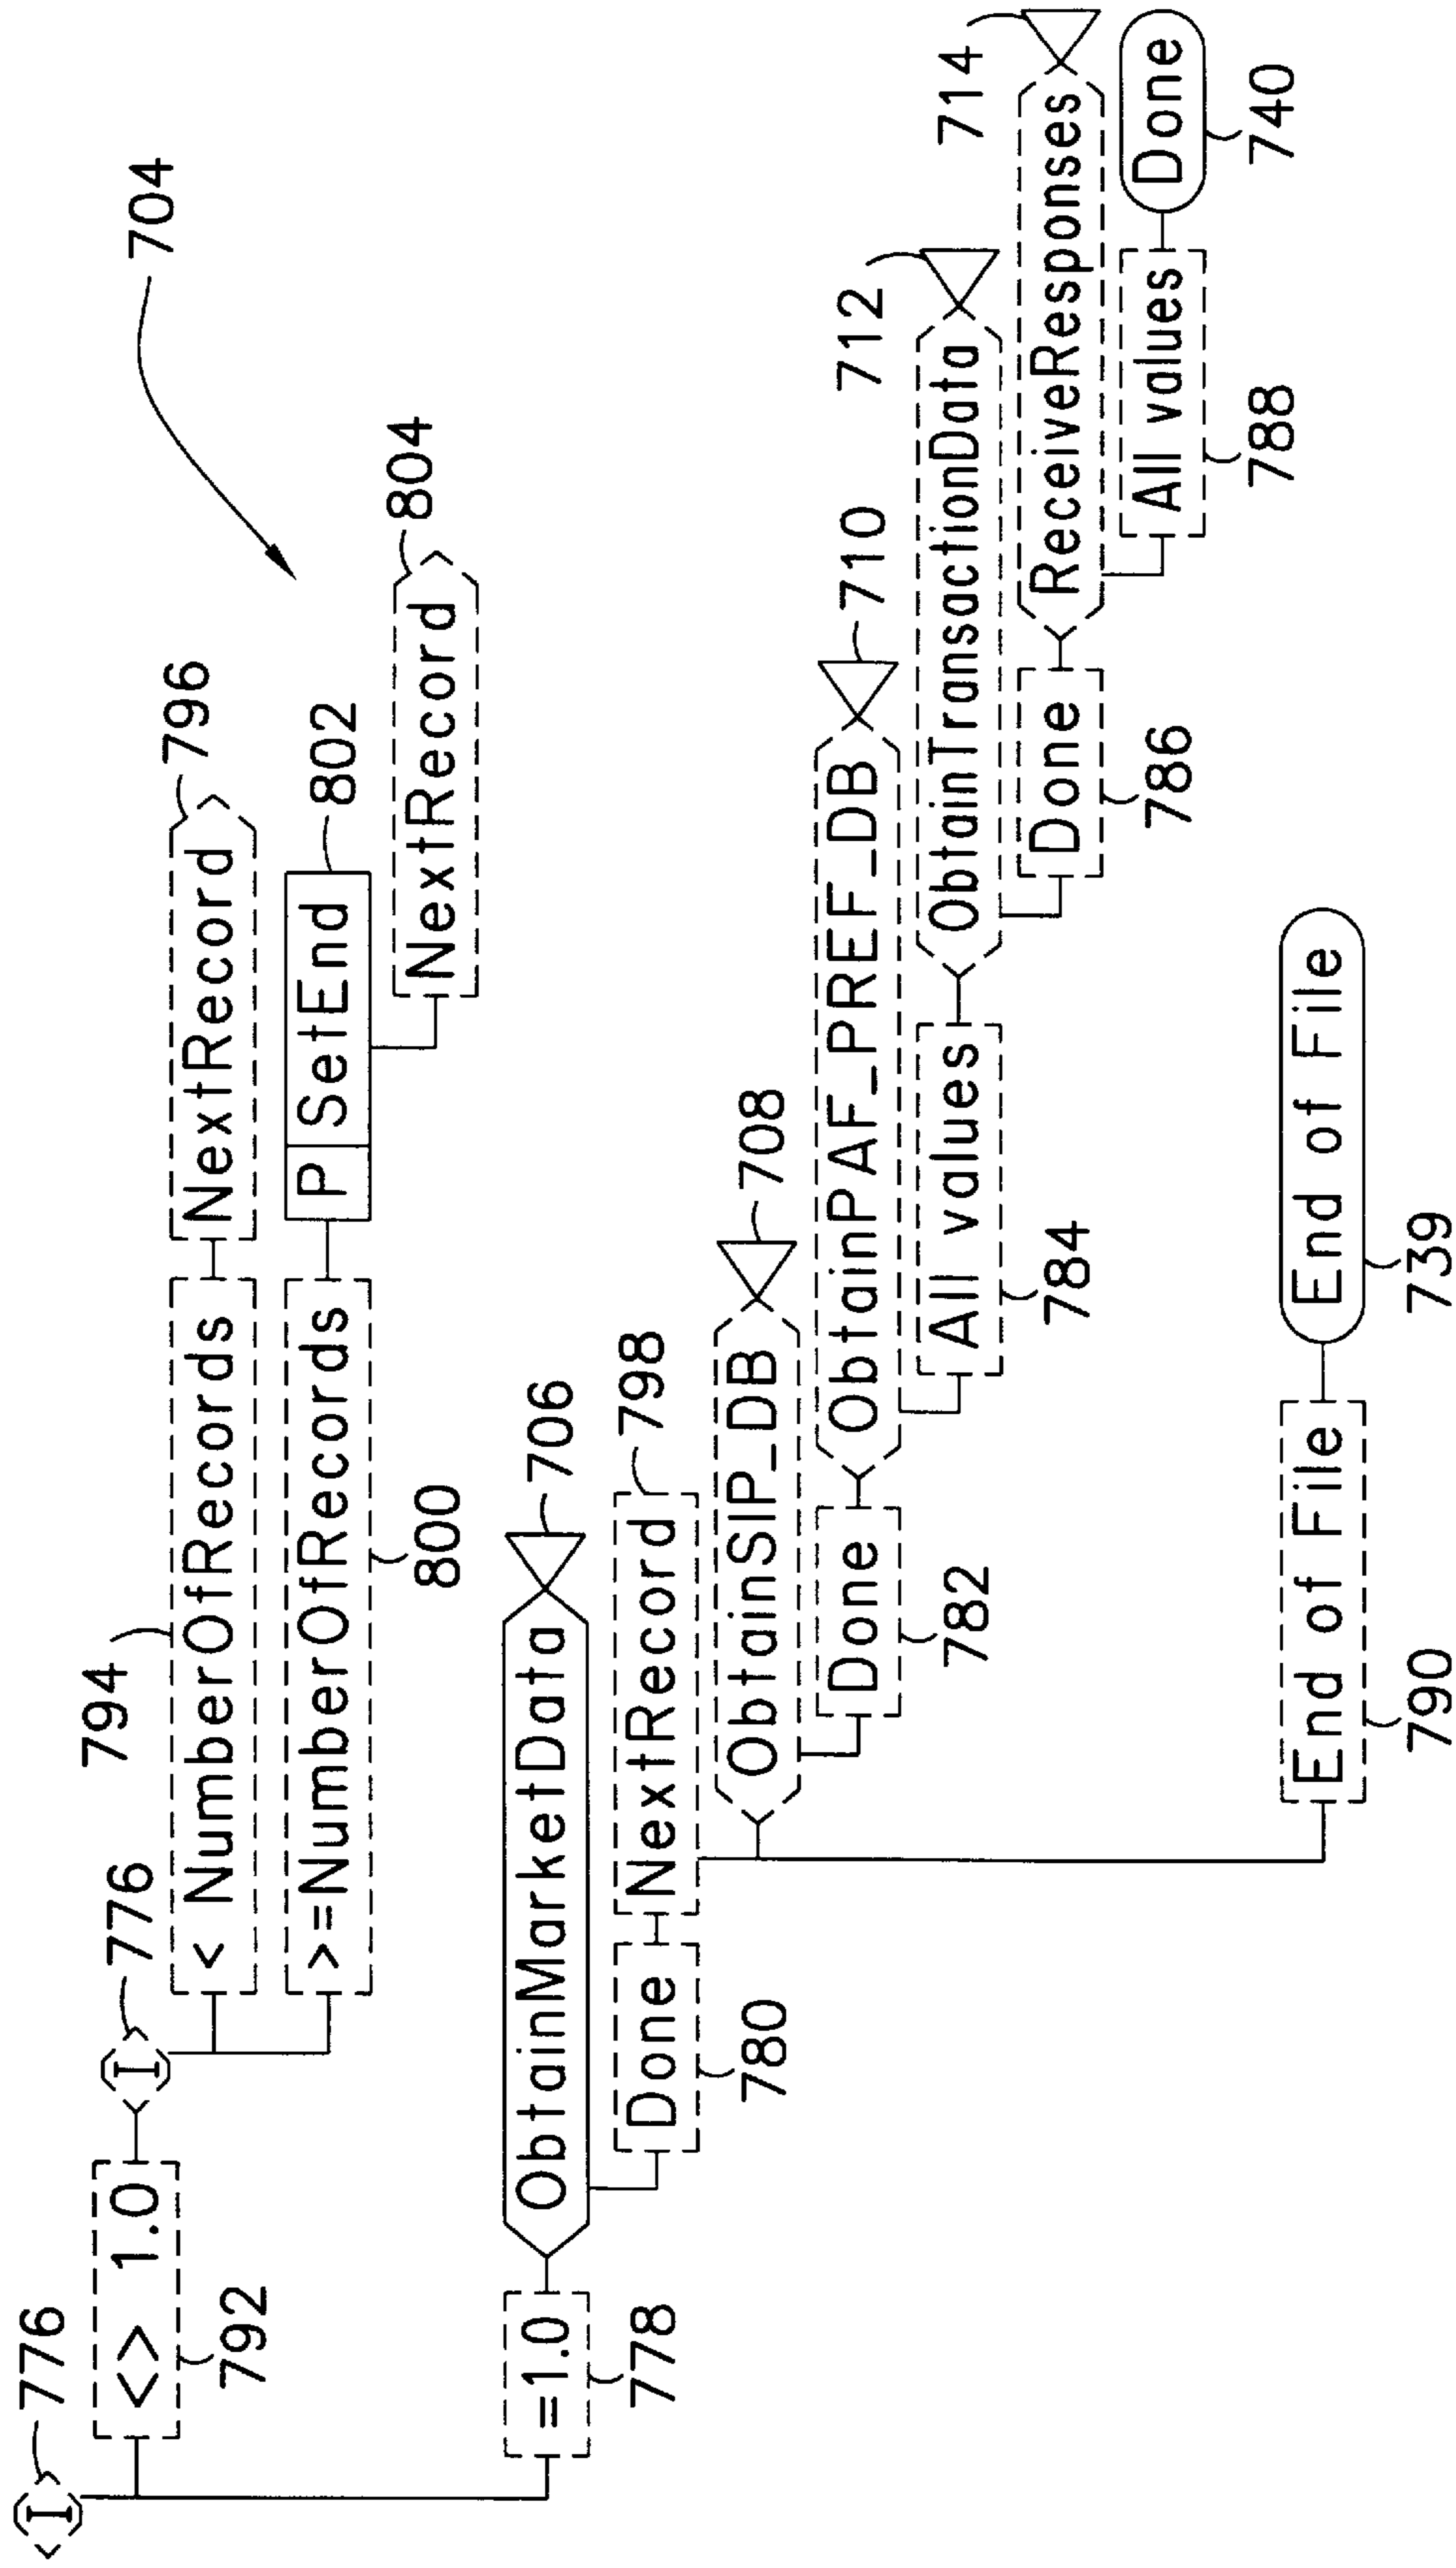 776
I
<> 1.0
792
I
776
704
794
< NumberOfRecords
NextRecord
796
>=NumberOfRecords
800
P SetEnd
802
NextRecord
804
=1.0
778
ObtainMarketData
706
Done
780
NextRecord
798
ObtainSIP_DB
708
Done
782
ObtainPAF_PREF_DB
710
All values
784
ObtainTransactionData
712
Done
786
ReceiveResponses
714
All values
788
Done
740
End of File
790
End of File
739